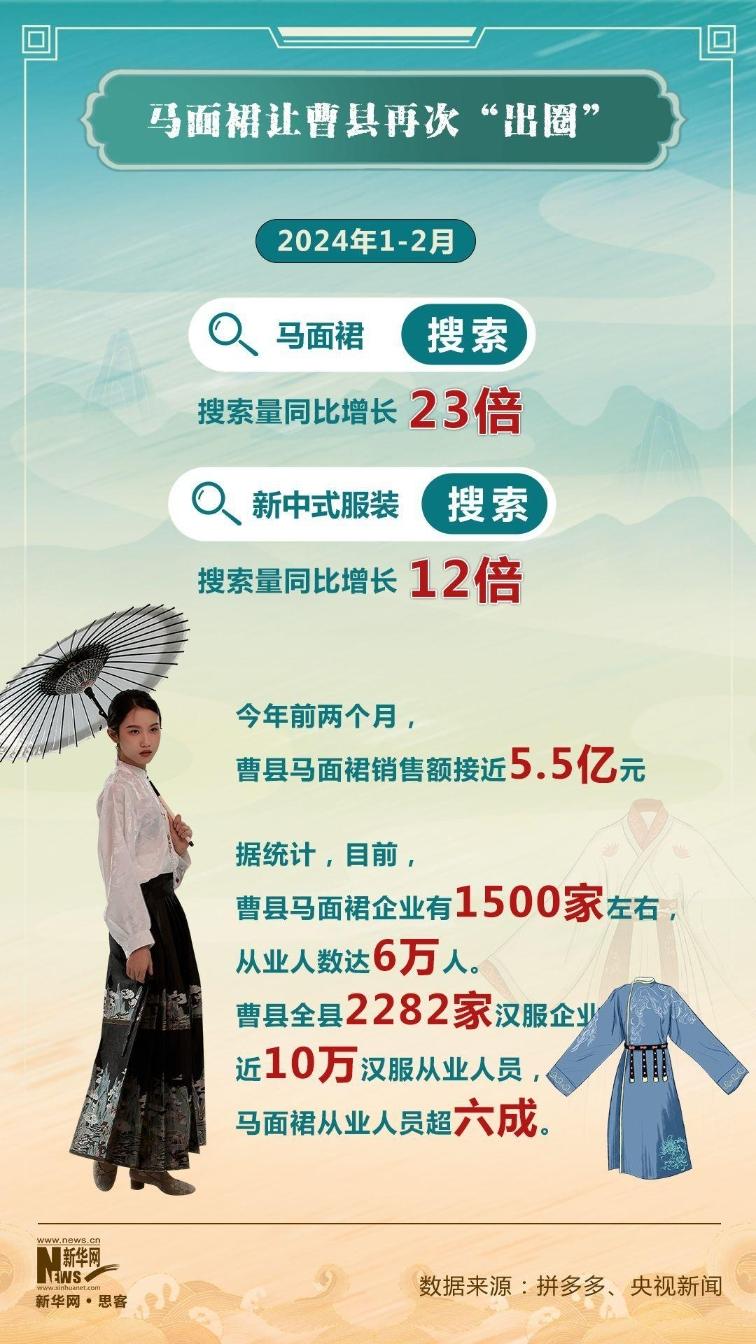 马面裙让曹县再次“出圈”
2024年1-2月
马面裙 搜索
搜索量同比增长 23倍
新中式服装 搜索
搜索量同比增长 12倍
今年前两个月，
曹县马面裙销售额接近5.5亿元
据统计，目前，
曹县马面裙企业有1500家左右，
从业人数达6万人。
曹县全县2282家汉服企业
近10万汉服从业人员，
马面裙从业人员超六成。
www.news.cn
新华网
NEWS
www.xinhuanet.com
新华网·思客
数据来源：拼多多、央视新闻